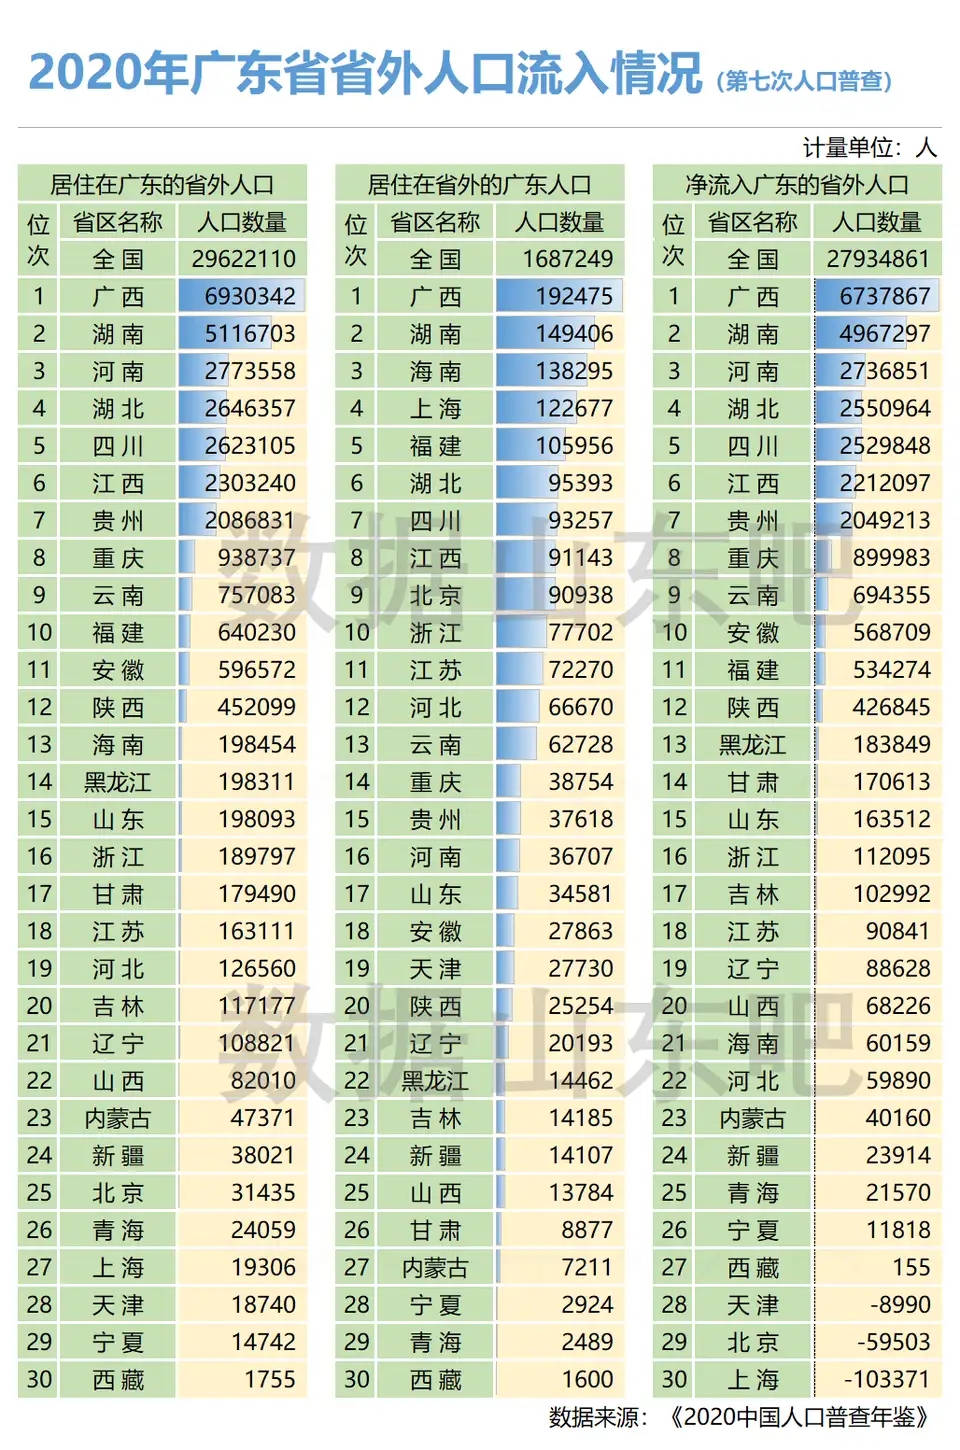 2020年广东省省外人口流入情况（第七次人口普查）
计量单位：人
居住在广东的省外人口 居住在省外的广东人口 净流入广东的省外人口
位次 省区名称 人口数量 位次 省区名称 人口数量 位次 省区名称 人口数量
全国 29622110 全国 1687249 全国 27934861
1 广西 6930342 1 广西 192475 1 广西 6737867
2 湖南 5116703 2 湖南 149406 2 湖南 4967297
3 河南 2773558 3 海南 138295 3 河南 2736851
4 湖北 2646357 4 上海 122677 4 湖北 2550964
5 四川 2623105 5 福建 105956 5 四川 2529848
6 江西 2303240 6 湖北 95393 6 江西 2212097
7 贵州 2086831 7 四川 93257 7 贵州 2049213
8 重庆 938737 8 江西 91143 8 重庆 899983
9 云南 757083 9 北京 90938 9 云南 694355
10 福建 640230 10 浙江 77702 10 安徽 568709
11 安徽 596572 11 江苏 72270 11 福建 534274
12 陕西 452099 12 河北 66670 12 陕西 426845
13 海南 198454 13 云南 62728 13 黑龙江 183849
14 黑龙江 198311 14 重庆 38754 14 甘肃 170613
15 山东 198093 15 贵州 37618 15 山东 163512
16 浙江 189797 16 河南 36707 16 浙江 112095
17 甘肃 179490 17 山东 34581 17 吉林 102992
18 江苏 163111 18 安徽 27863 18 江苏 90841
19 河北 126560 19 天津 27730 19 辽宁 88628
20 吉林 117177 20 陕西 25254 20 山西 68226
21 辽宁 108821 21 辽宁 20193 21 海南 60159
22 山西 82010 22 黑龙江 14462 22 河北 59890
23 内蒙古 47371 23 吉林 14185 23 内蒙古 40160
24 新疆 38021 24 新疆 14107 24 新疆 23914
25 北京 31435 25 山西 13784 25 青海 21570
26 青海 24059 26 甘肃 8877 26 宁夏 11818
27 上海 19306 27 内蒙古 7211 27 西藏 155
28 天津 18740 28 宁夏 2924 28 天津 -8990
29 宁夏 14742 29 青海 2489 29 北京 -59503
30 西藏 1755 30 西藏 1600 30 上海 -103371
数据来源：《2020中国人口普查年鉴》
数据山东吧
数据山东吧